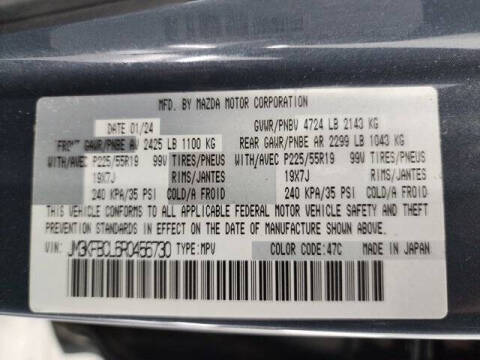 MFD. BY MAZDA MOTOR CORPORATION
DATE 01/24 GVWR/PNBV 4724 LB 2143 KG
FRONT GAWR/PNBE AV 2425 LB 1100 KG REAR GAWR/PNBE AR 2299 LB 1043 KG
WITH/AVEC P225/55R19 99V TIRES/PNEUS WITH/AVEC P225/55R19 99V TIRES/PNEUS
19X7J RIMS/JANTES 19X7J RIMS/JANTES
240 KPA/35 PSI COLD/A FROID 240 KPA/35 PSI COLD/A FROID
THIS VEHICLE CONFORMS TO ALL APPLICABLE FEDERAL MOTOR VEHICLE SAFETY AND THEFT
PREVENTION STANDARDS IN EFFECT ON THE DATE OF MANUFACTURE SHOWN ABOVE.
VIN: TYPE:MPV COLOR CODE:47C MADE IN JAPAN